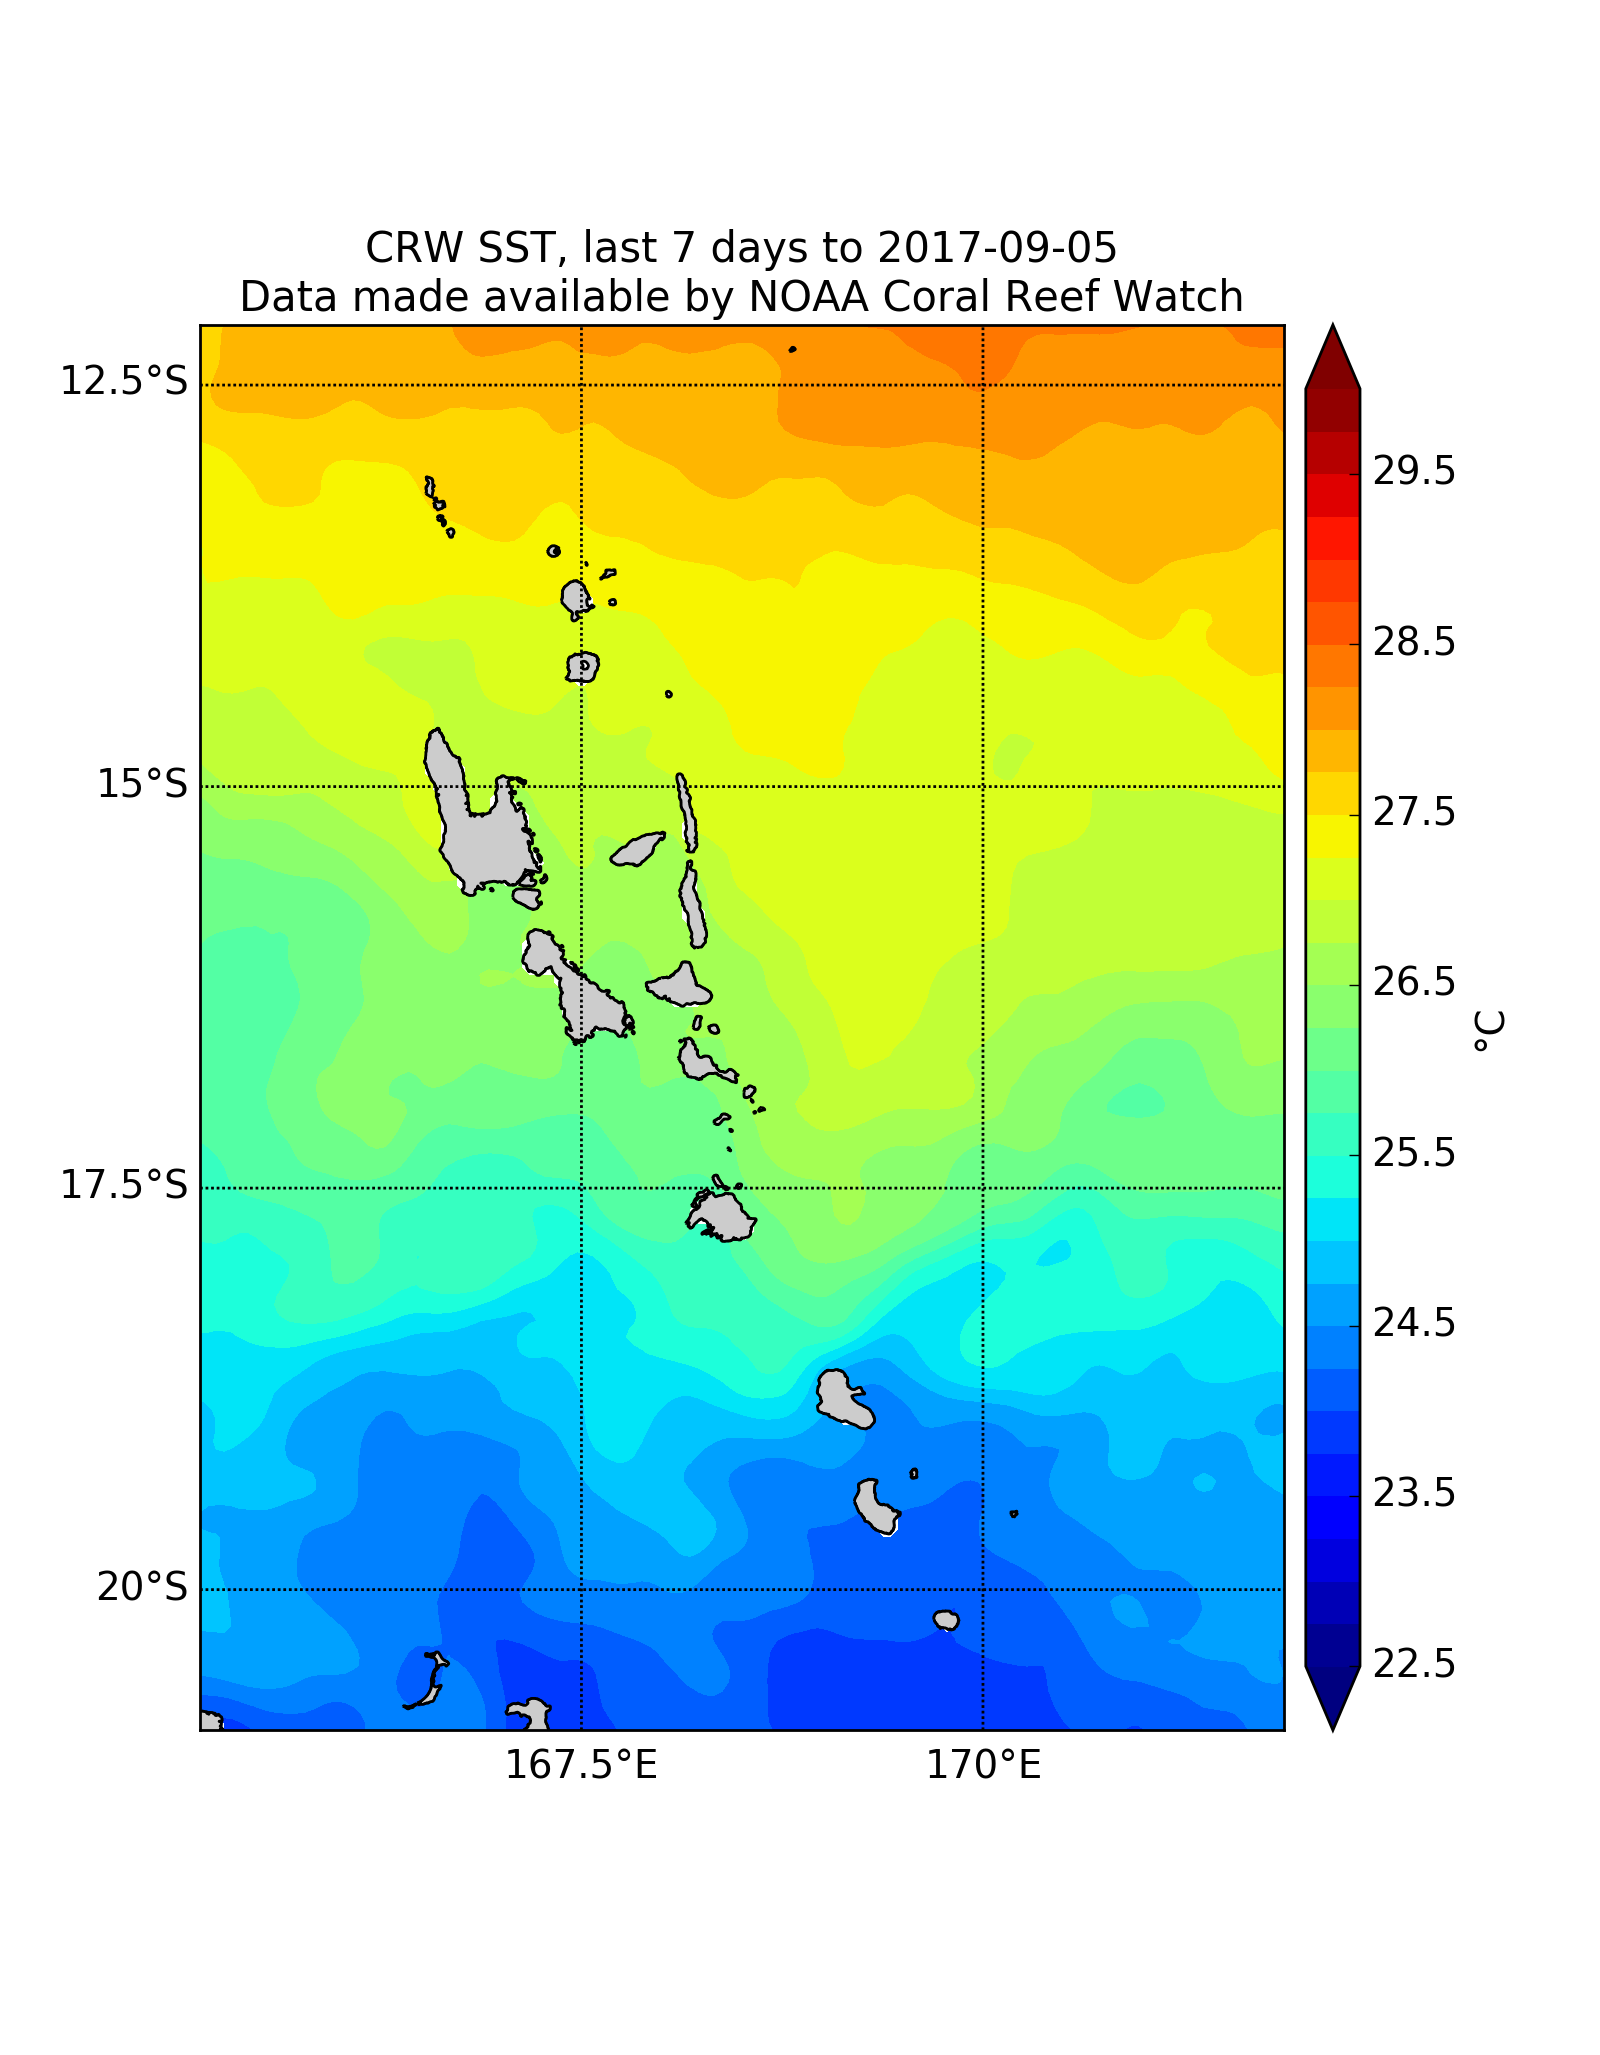 CRW SST, last 7 days to 2017-09-05
Data made available by NOAA Coral Reef Watch
12.5°S
15°S
17.5°S
20°S
167.5°E
170°E
29.5
28.5
27.5
26.5
25.5
24.5
23.5
22.5
°C